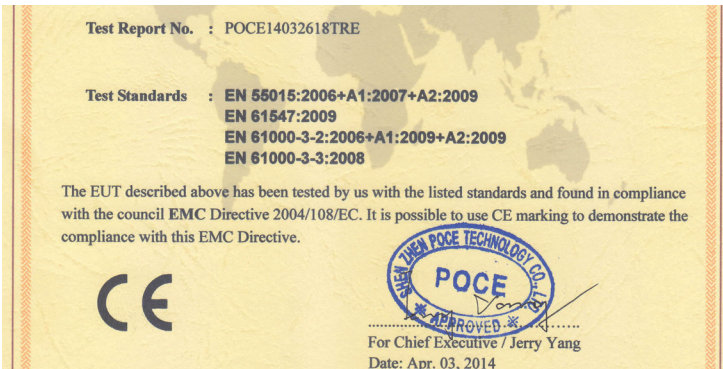 Test Report No. : POCE14032618TRE
Test Standards : EN 55015:2006+A1:2007+A2:2009
EN 61547:2009
EN 61000-3-2:2006+A1:2009+A2:2009
EN 61000-3-3:2008
The EUT described above has been tested by us with the listed standards and found in compliance
with the council EMC Directive 2004/108/EC. It is possible to use CE marking to demonstrate the
compliance with this EMC Directive.
CE
SHEN ZHEN POCE TECHNOLOGY CO., LTD.
POCE
※ APPROVED ※
For Chief Executive / Jerry Yang
Date: Apr. 03, 2014